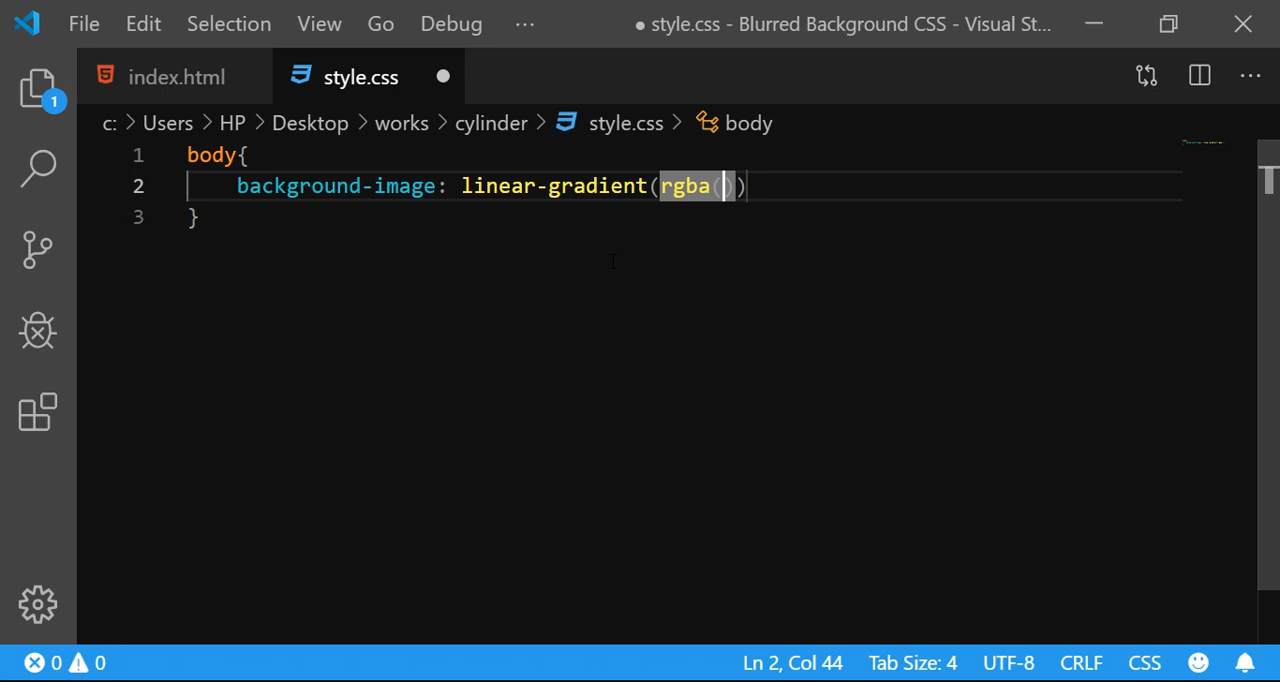 File Edit Selection View Go Debug ··· ● style.css - Blurred Background CSS - Visual St...
index.html style.css ●
c: > Users > HP > Desktop > works > cylinder > style.css > body
1 body{
2 background-image: linear-gradient(rgba())
3 }
1
0 0 Ln 2, Col 44 Tab Size: 4 UTF-8 CRLF CSS